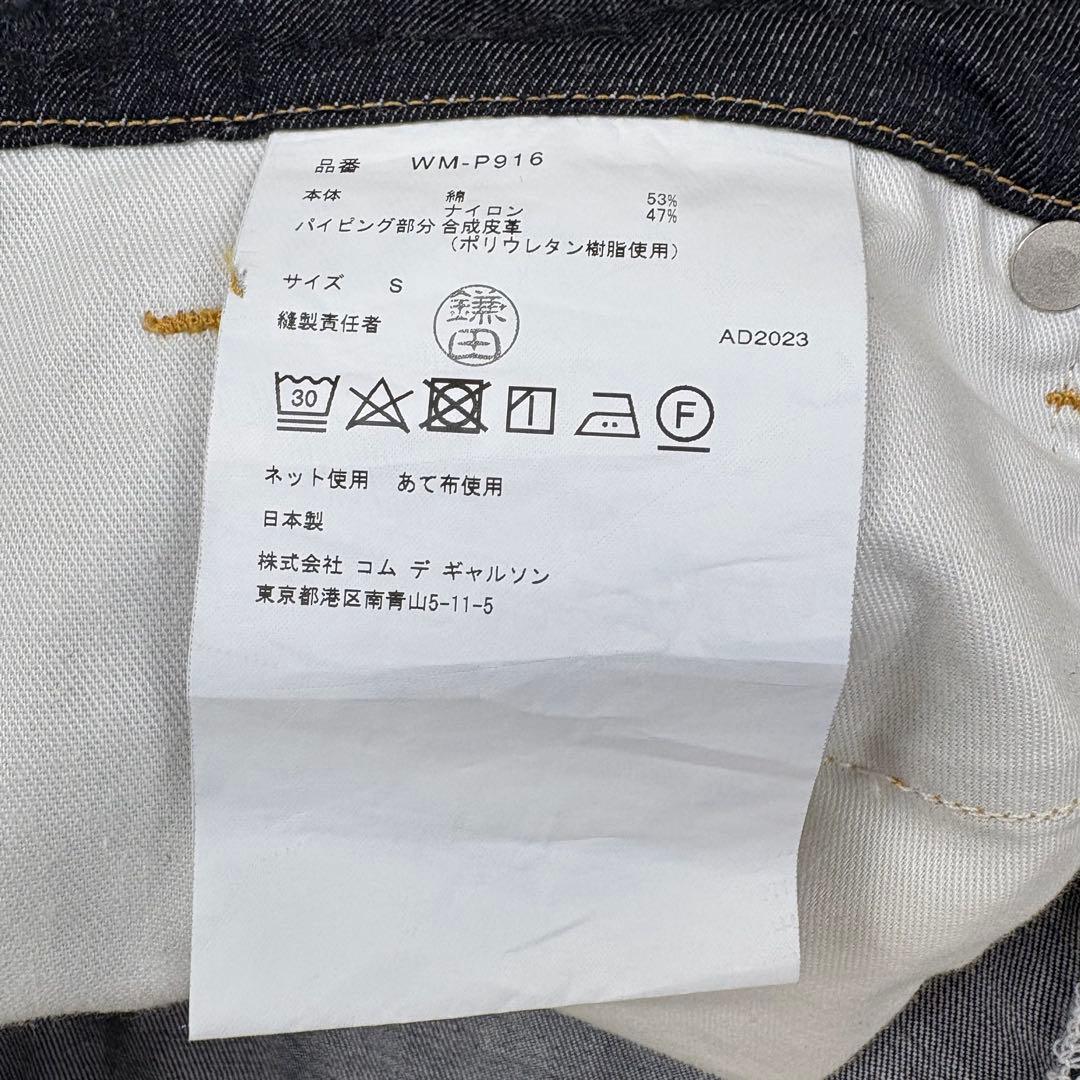 品番 WM-P916
本体 綿 53%
ナイロン 47%
パイピング部分 合成皮革
(ポリウレタン樹脂使用)
サイズ S
縫製責任者 鎌田 AD2023
30 1 F
ネット使用 あて布使用
日本製
株式会社 コム デ ギャルソン
東京都港区南青山5-11-5